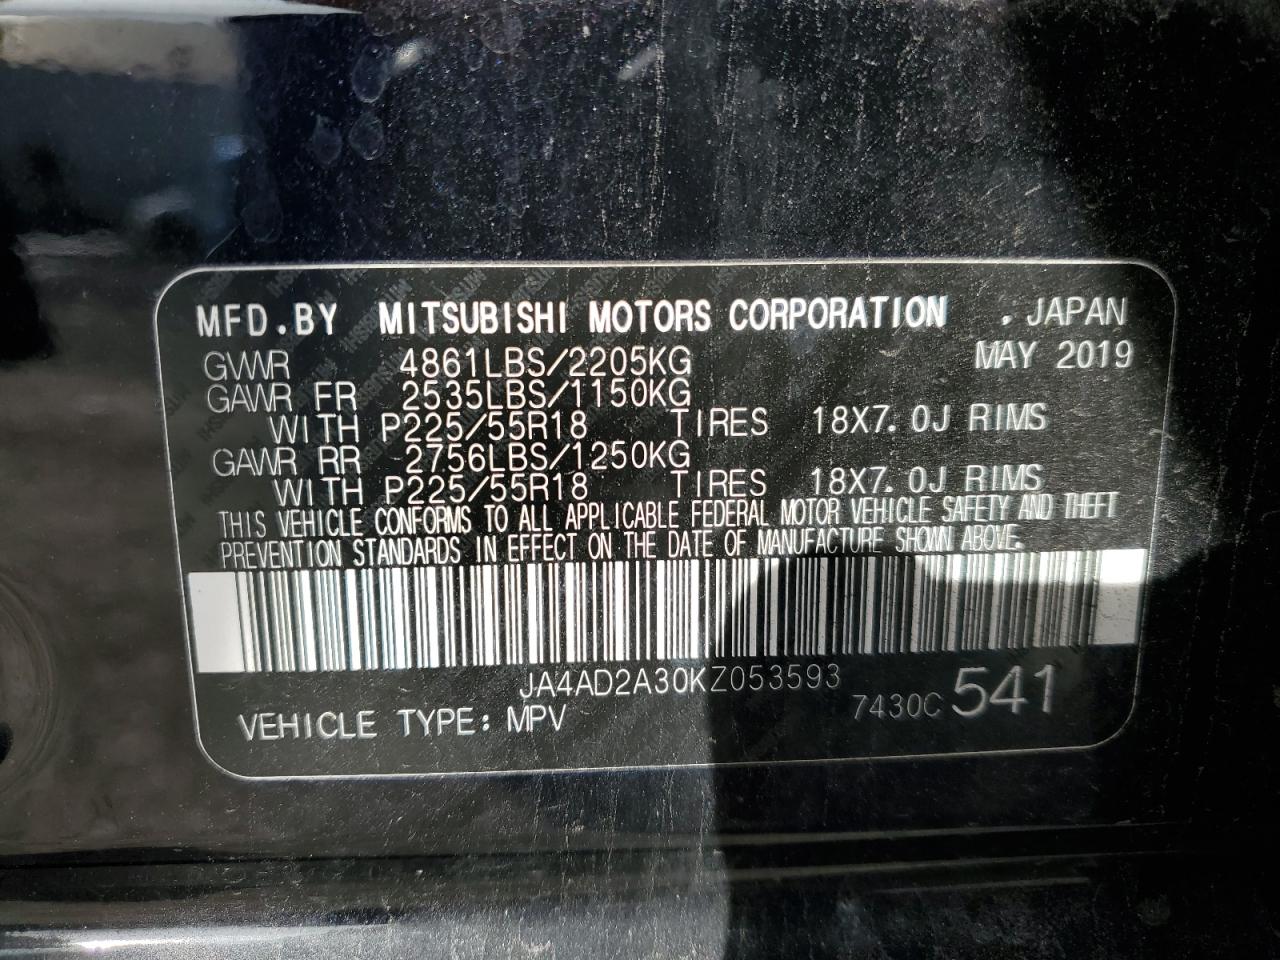 MFD.BY MITSUBISHI MOTORS CORPORATION , JAPAN
GVWR 4861LBS/2205KG MAY 2019
GAWR FR 2535LBS/1150KG
WITH P225/55R18 TIRES 18X7.0J RIMS
GAWR RR 2756LBS/1250KG
WITH P225/55R18 TIRES 18X7.0J RIMS
THIS VEHICLE CONFORMS TO ALL APPLICABLE FEDERAL MOTOR VEHICLE SAFETY AND THEFT
PREVENTION STANDARDS IN EFFECT ON THE DATE OF MANUFACTURE SHOWN ABOVE.
JA4AD2A30KZ053593
VEHICLE TYPE: MPV 7430C 541